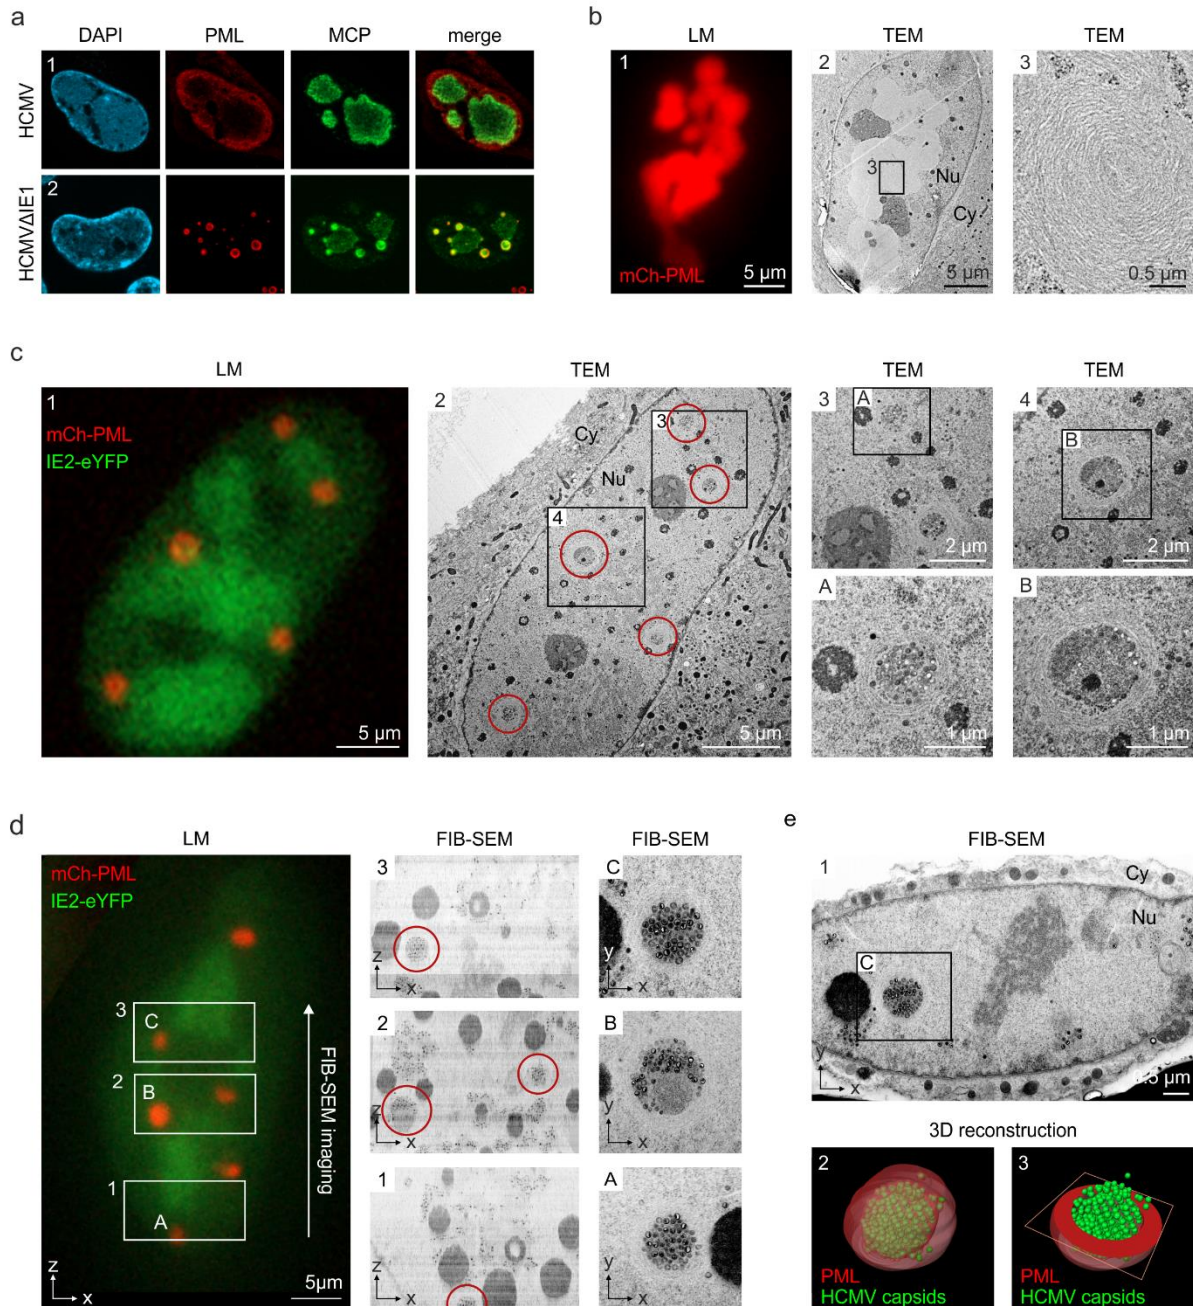 a
DAPI PML MCP merge
HCMV
1
HCMVΔIE1
2
b
LM TEM TEM
1
mCh-PML
5 µm
2
3
Nu
Cy
5 µm
3
0.5 µm
c
LM TEM TEM TEM
1
mCh-PML
IE2-eYFP
5 µm
2
Cy
Nu
3
4
5 µm
3
A
2 µm
4
B
2 µm
A
1 µm
B
1 µm
d
LM FIB-SEM FIB-SEM
mCh-PML
IE2-eYFP
3
C
2
B
1
A
FIB-SEM imaging
z
x
5µm
3
z
x
C
y
x
2
z
x
B
y
x
1
z
x
A
y
x
e
FIB-SEM
1
Cy
Nu
C
y
x
.5 µm
3D reconstruction
2
PML
HCMV capsids
3
PML
HCMV capsids